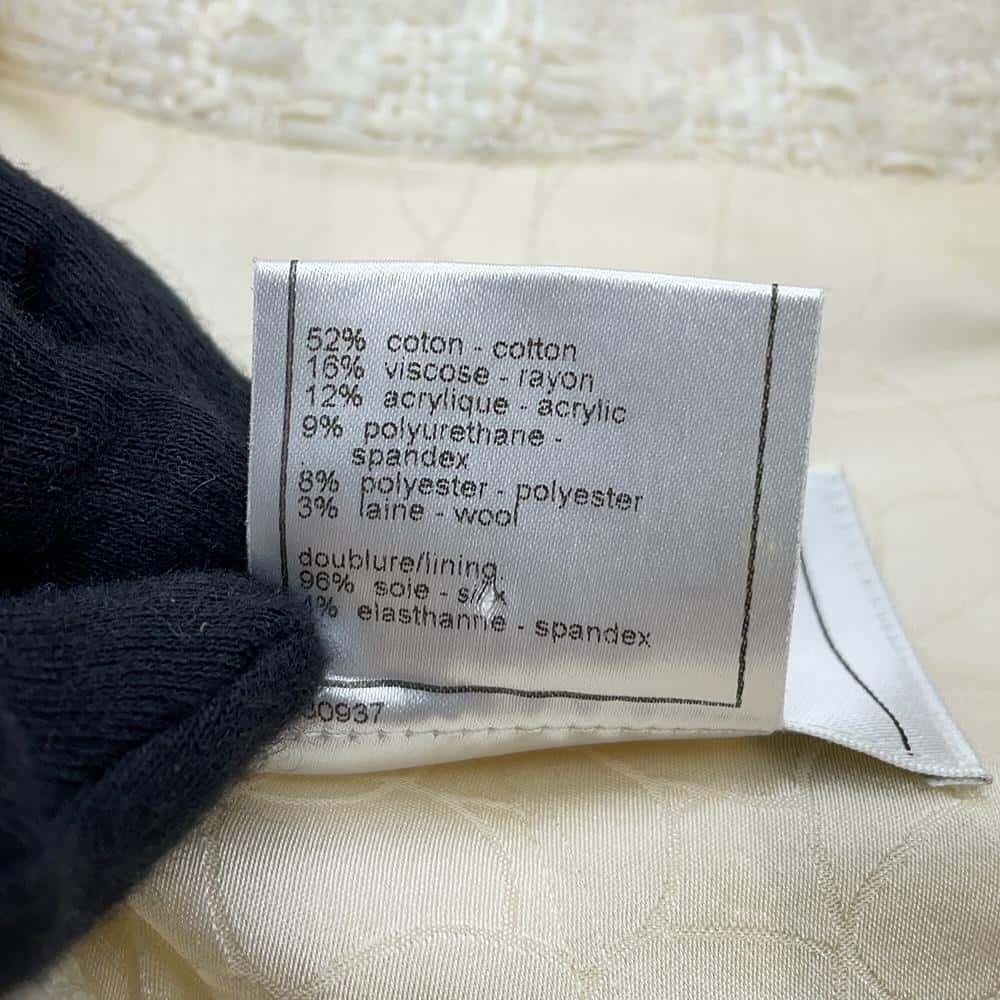 52% coton - cotton
16% viscose - rayon
12% acrylique - acrylic
9% polyurethane -
spandex
8% polyester - polyester
3% laine - wool
doublure/lining
96% soie - silk
4% elasthanne - spandex